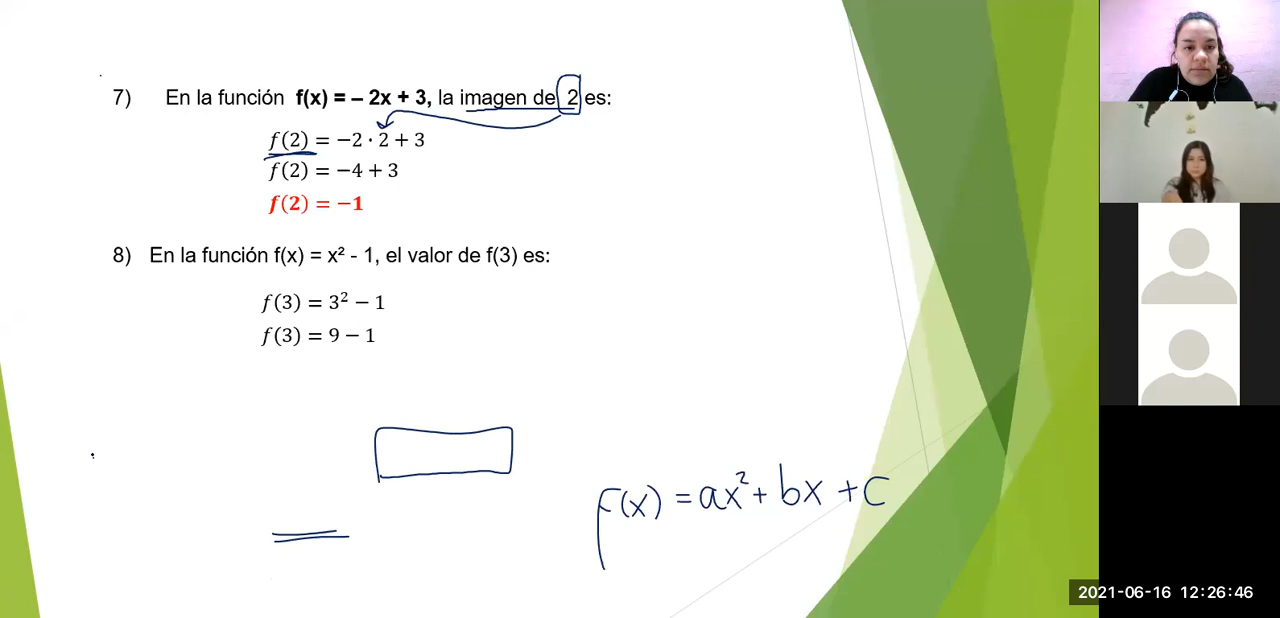 7) En la función f(x) = – 2x + 3, la imagen de 2 es:
f(2) = −2 · 2 + 3
f(2) = −4 + 3
f(2) = −1
8) En la función f(x) = x² - 1, el valor de f(3) es:
f(3) = 3² − 1
f(3) = 9 − 1
f(x) = ax² + bx + c
2021-06-16 12:26:46